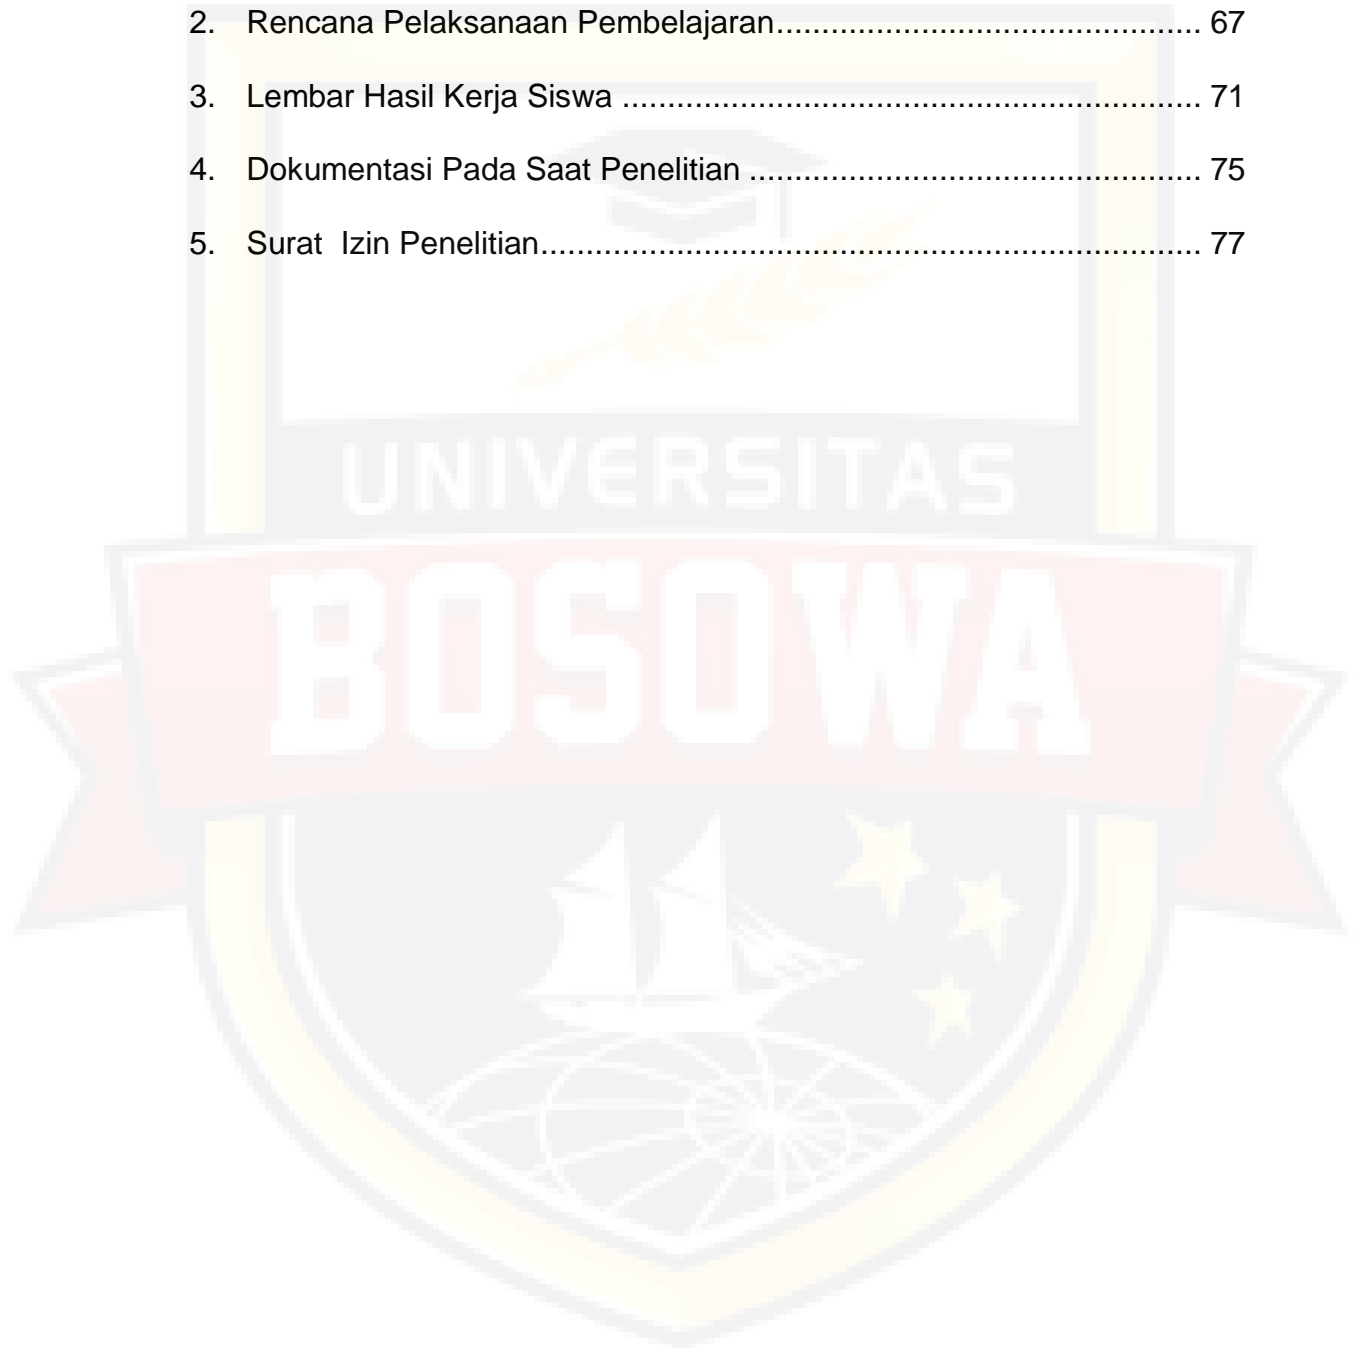 2. Rencana Pelaksanaan Pembelajaran............................................... 67
3. Lembar Hasil Kerja Siswa ................................................................ 71
4. Dokumentasi Pada Saat Penelitian .................................................. 75
5. Surat  Izin Penelitian......................................................................... 77
UNIVERSITAS
BOSOWA